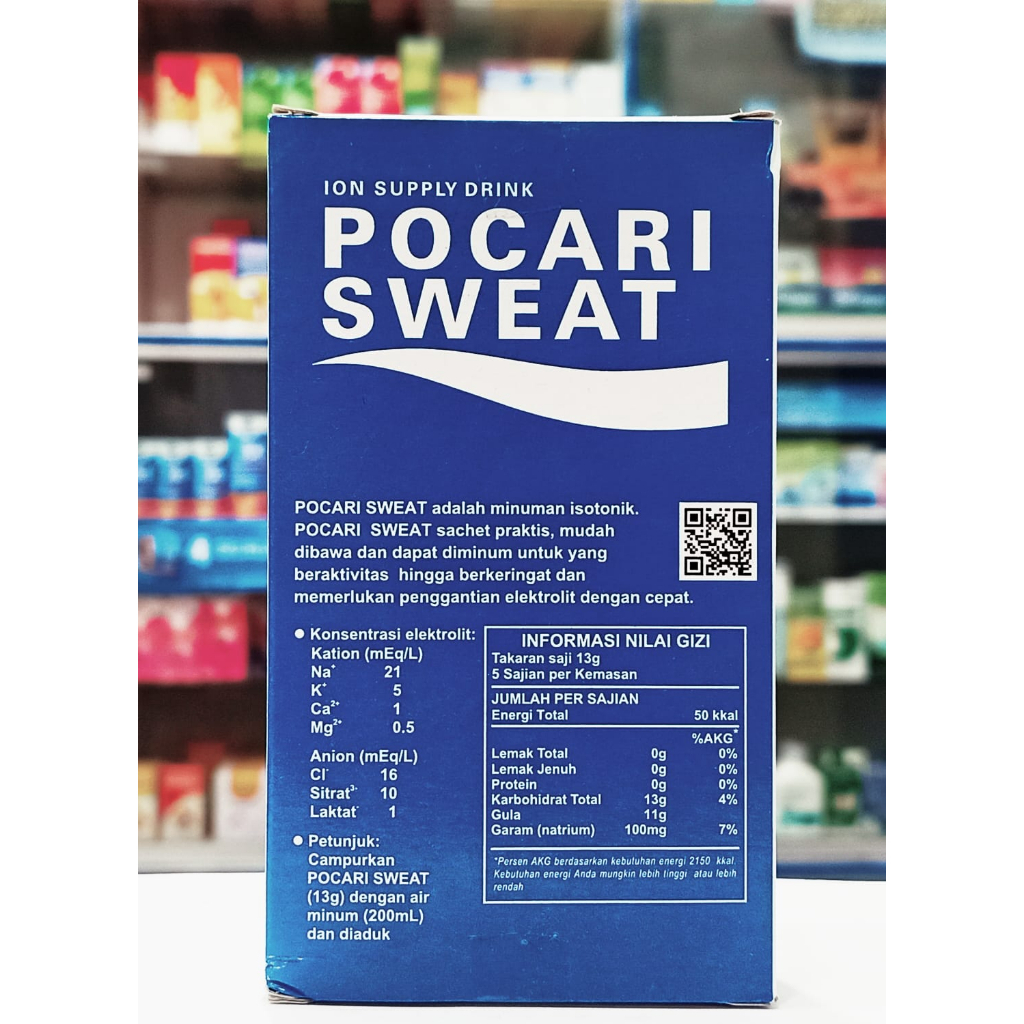 ION SUPPLY DRINK
POCARI
SWEAT
POCARI SWEAT adalah minuman isotonik.
POCARI SWEAT sachet praktis, mudah
dibawa dan dapat diminum untuk yang
beraktivitas hingga berkeringat dan
memerlukan penggantian elektrolit dengan cepat.
● Konsentrasi elektrolit:
Kation (mEq/L)
Na⁺ 21
K⁺ 5
Ca²⁺ 1
Mg²⁺ 0.5
Anion (mEq/L)
Cl⁻ 16
Sitrat³⁻ 10
Laktat⁻ 1
● Petunjuk:
Campurkan
POCARI SWEAT
(13g) dengan air
minum (200mL)
dan diaduk
INFORMASI NILAI GIZI
Takaran saji 13g
5 Sajian per Kemasan
JUMLAH PER SAJIAN
Energi Total 50 kkal
%AKG*
Lemak Total 0g 0%
Lemak Jenuh 0g 0%
Protein 0g 0%
Karbohidrat Total 13g 4%
Gula 11g
Garam (natrium) 100mg 7%
*Persen AKG berdasarkan kebutuhan energi 2150 kkal.
Kebutuhan energi Anda mungkin lebih tinggi atau lebih
rendah